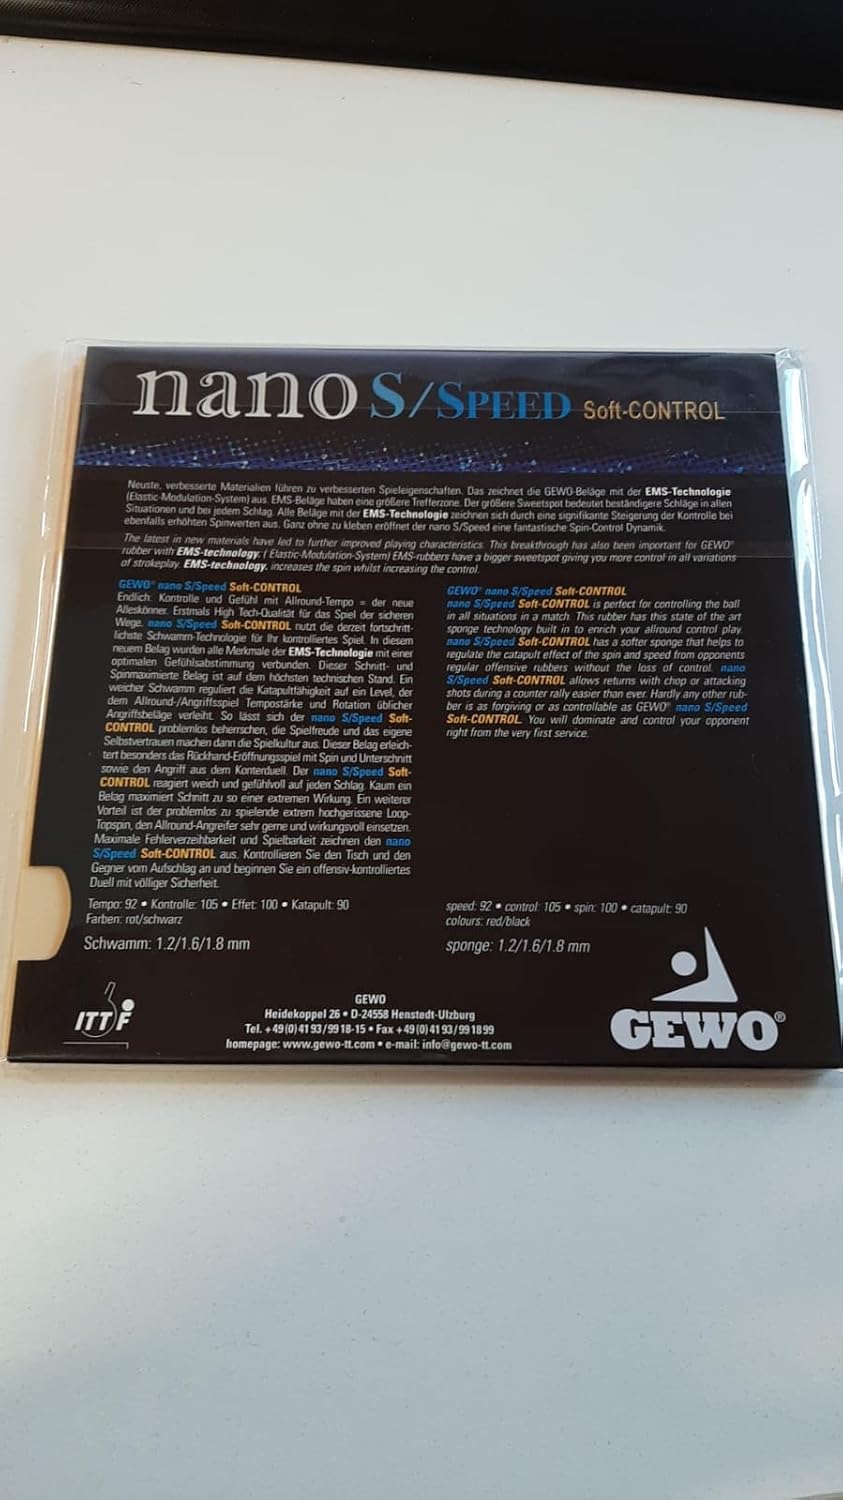 nano S/SPEED Soft-CONTROL
Neuste, verbesserte Materialien führen zu verbesserten Spieleigenschaften. Das zeichnet die GEWO-Beläge mit der EMS-Technologie
(Elastic-Modulation-System) aus. EMS-Beläge haben eine größere Trefferzone. Der größere Sweetspot bedeutet beständigere Schläge in allen
Situationen und bei jedem Schlag. Alle Beläge mit der EMS-Technologie zeichnen sich durch eine signifikante Steigerung der Kontrolle bei
ebenfalls erhöhten Spinwerten aus. Ganz ohne zu kleben eröffnet der nano S/Speed eine fantastische Spin-Control Dynamik.
The latest in new materials have led to further improved playing characteristics. This breakthrough has also been important for GEWO®
rubber with EMS-technology. ( Elastic-Modulation-System) EMS-rubbers have a bigger sweetspot giving you more control in all variations
of strokeplay. EMS-technology. increases the spin whilst increasing the control.
GEWO® nano S/Speed Soft-CONTROL
Endlich: Kontrolle und Gefühl mit Allround-Tempo = der neue
Alleskönner. Erstmals High Tech-Qualität für das Spiel der sicheren
Wege. nano S/Speed Soft-CONTROL nutzt die derzeit fortschritt-
lichste Schwamm-Technologie für Ihr kontrolliertes Spiel. In diesem
neuem Belag wurden alle Merkmale der EMS-Technologie mit einer
optimalen Gefühlsabstimmung verbunden. Dieser Schnitt- und
Spinmaximierte Belag ist auf dem höchsten technischen Stand. Ein
weicher Schwamm reguliert die Katapultfähigkeit auf ein Level, der
dem Allround-/Angriffsspiel Tempostärke und Rotation üblicher
Angriffsbeläge verleiht. So lässt sich der nano S/Speed Soft-
CONTROL problemlos beherrschen, die Spielfreude und das eigene
Selbstvertrauen machen dann die Spielkultur aus. Dieser Belag erleich-
tert besonders das Rückhand-Eröffnungsspiel mit Spin und Unterschnitt
sowie den Angriff aus dem Konterduell. Der nano S/Speed Soft-
CONTROL reagiert weich und gefühlvoll auf jeden Schlag. Kaum ein
Belag maximiert Schnitt zu so einer extremen Wirkung. Ein weiterer
Vorteil ist der problemlos zu spielende extrem hochgerissene Loop-
Topspin, den Allround-Angreifer sehr gerne und wirkungsvoll einsetzen.
Maximale Fehlerverzeihbarkeit und Spielbarkeit zeichnen den nano
S/Speed Soft-CONTROL aus. Kontrollieren Sie den Tisch und den
Gegner vom Aufschlag an und beginnen Sie ein offensiv-kontrolliertes
Duell mit völliger Sicherheit.
Tempo: 92 • Kontrolle: 105 • Effet: 100 • Katapult: 90
Farben: rot/schwarz
Schwamm: 1.2/1.6/1.8 mm
GEWO® nano S/Speed Soft-CONTROL
nano S/Speed Soft-CONTROL is perfect for controlling the ball
in all situations in a match. This rubber has this state of the art
sponge technology built in to enrich your allround control play.
nano S/Speed Soft-CONTROL has a softer sponge that helps to
regulate the catapult effect of the spin and speed from opponents
regular offensive rubbers without the loss of control. nano
S/Speed Soft-CONTROL allows returns with chop or attacking
shots during a counter rally easier than ever. Hardly any other rub-
ber is as forgiving or as controllable as GEWO® nano S/Speed
Soft-CONTROL. You will dominate and control your opponent
right from the very first service.
speed: 92 • control: 105 • spin: 100 • catapult: 90
colours: red/black
sponge: 1.2/1.6/1.8 mm
ITTF
GEWO
Heidekoppel 26 • D-24558 Henstedt-Ulzburg
Tel. +49(0)4193/9918-15 • Fax +49(0)4193/991899
homepage: www.gewo-tt.com • e-mail: info@gewo-tt.com
GEWO®